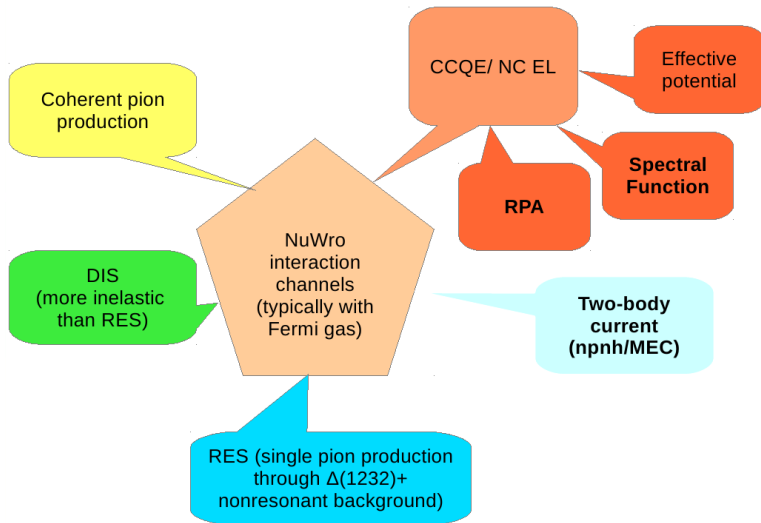 CCQE/ NC EL
Effective
potential
Coherent pion
production
Spectral
Function
RPA
NuWro
interaction
channels
(typically with
Fermi gas)
DIS
(more inelastic
than RES)
Two-body
current
(npnh/MEC)
RES (single pion production
through Δ(1232)+
nonresonant background)